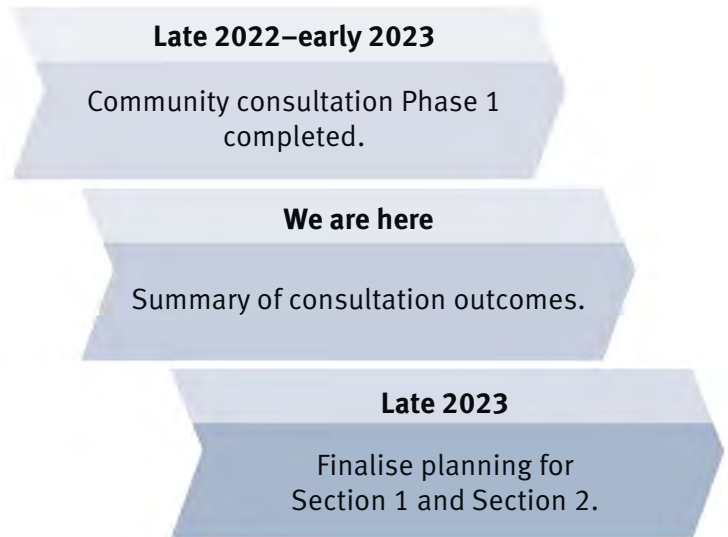 Late 2022–early 2023
Community consultation Phase 1
completed.
We are here
Summary of consultation outcomes.
Late 2023
Finalise planning for
Section 1 and Section 2.